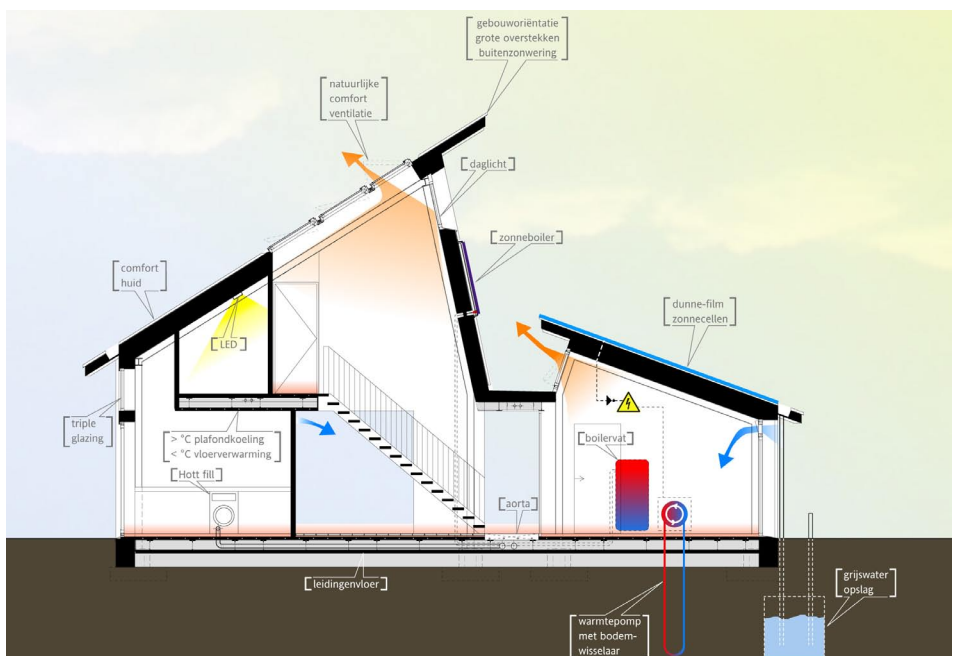 gebouworiëntatie
grote overstekken
buitenzonwering
natuurlijke
comfort
ventilatie
daglicht
zonneboiler
comfort
huid
dunne-film
zonnecellen
LED
triple
glazing
> °C plafondkoeling
< °C vloerverwarming
boilervat
Hott fill
aorta
leidingenvloer
grijswater
opslag
warmtepomp
met bodem-
wisselaar